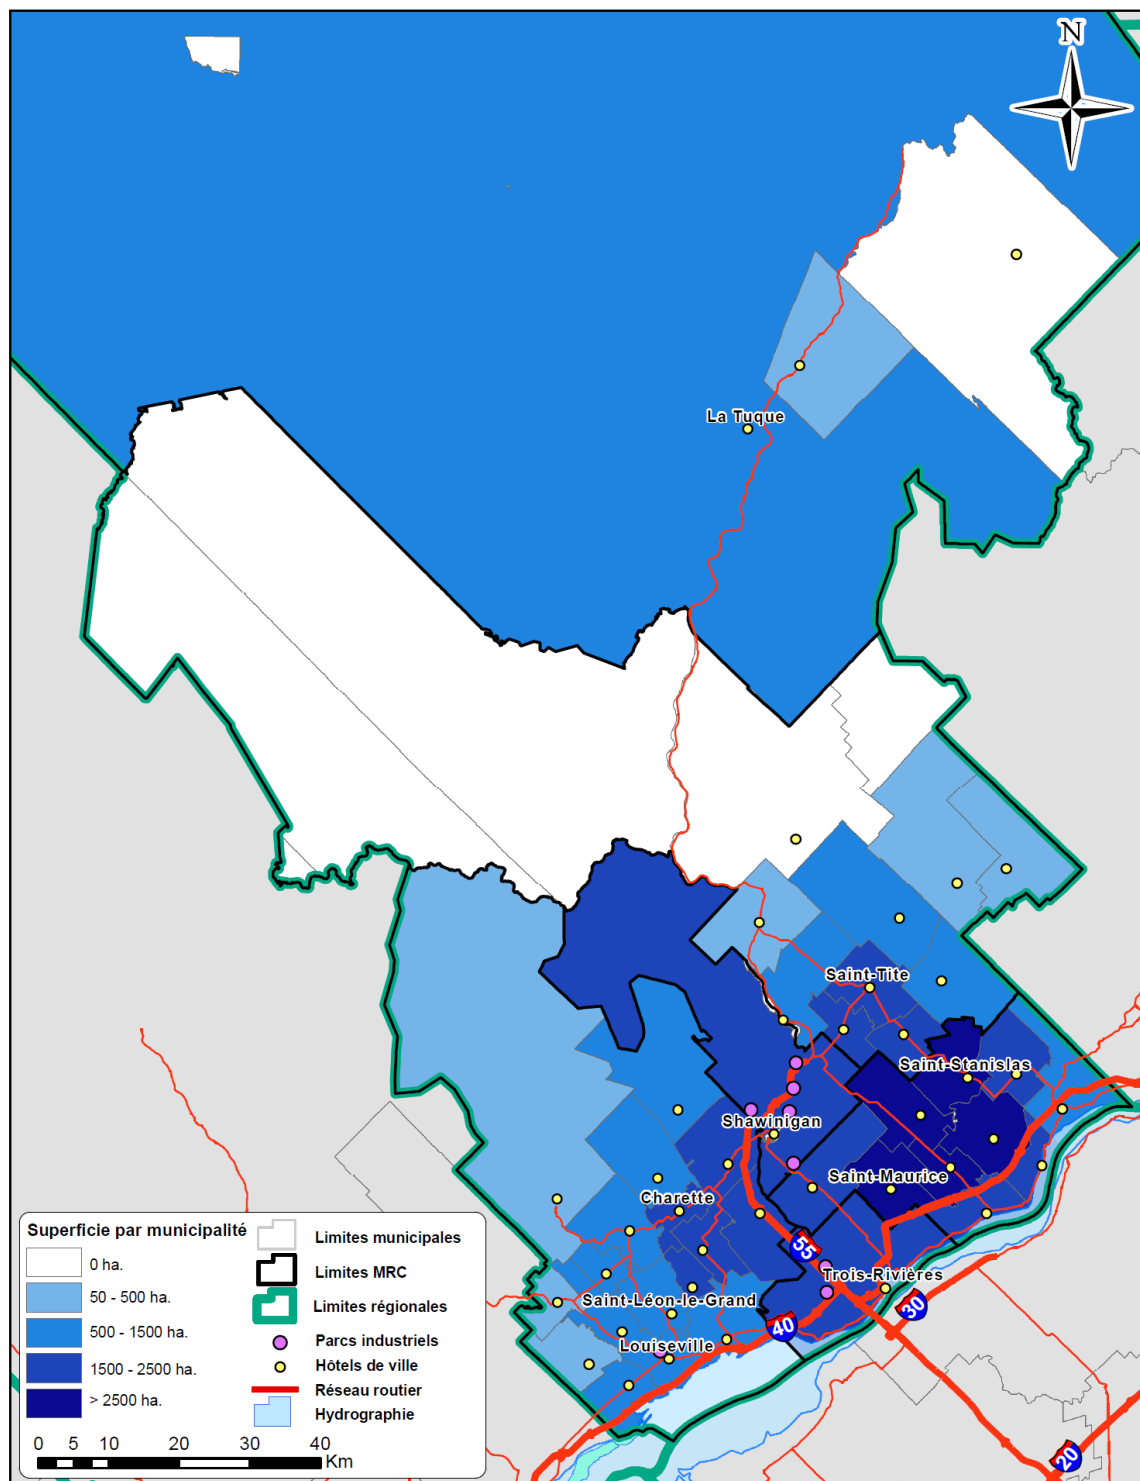 N
La Tuque
Saint-Tite
Saint-Stanislas
Shawinigan
Saint-Maurice
Charette
55
Trois-Rivières
Saint-Léon-le-Grand
30
40
Louiseville
20
Superficie par municipalité
0 ha.
50 - 500 ha.
500 - 1500 ha.
1500 - 2500 ha.
> 2500 ha.
Limites municipales
Limites MRC
Limites régionales
Parcs industriels
Hôtels de ville
Réseau routier
Hydrographie
0 5 10 20 30 40
Km